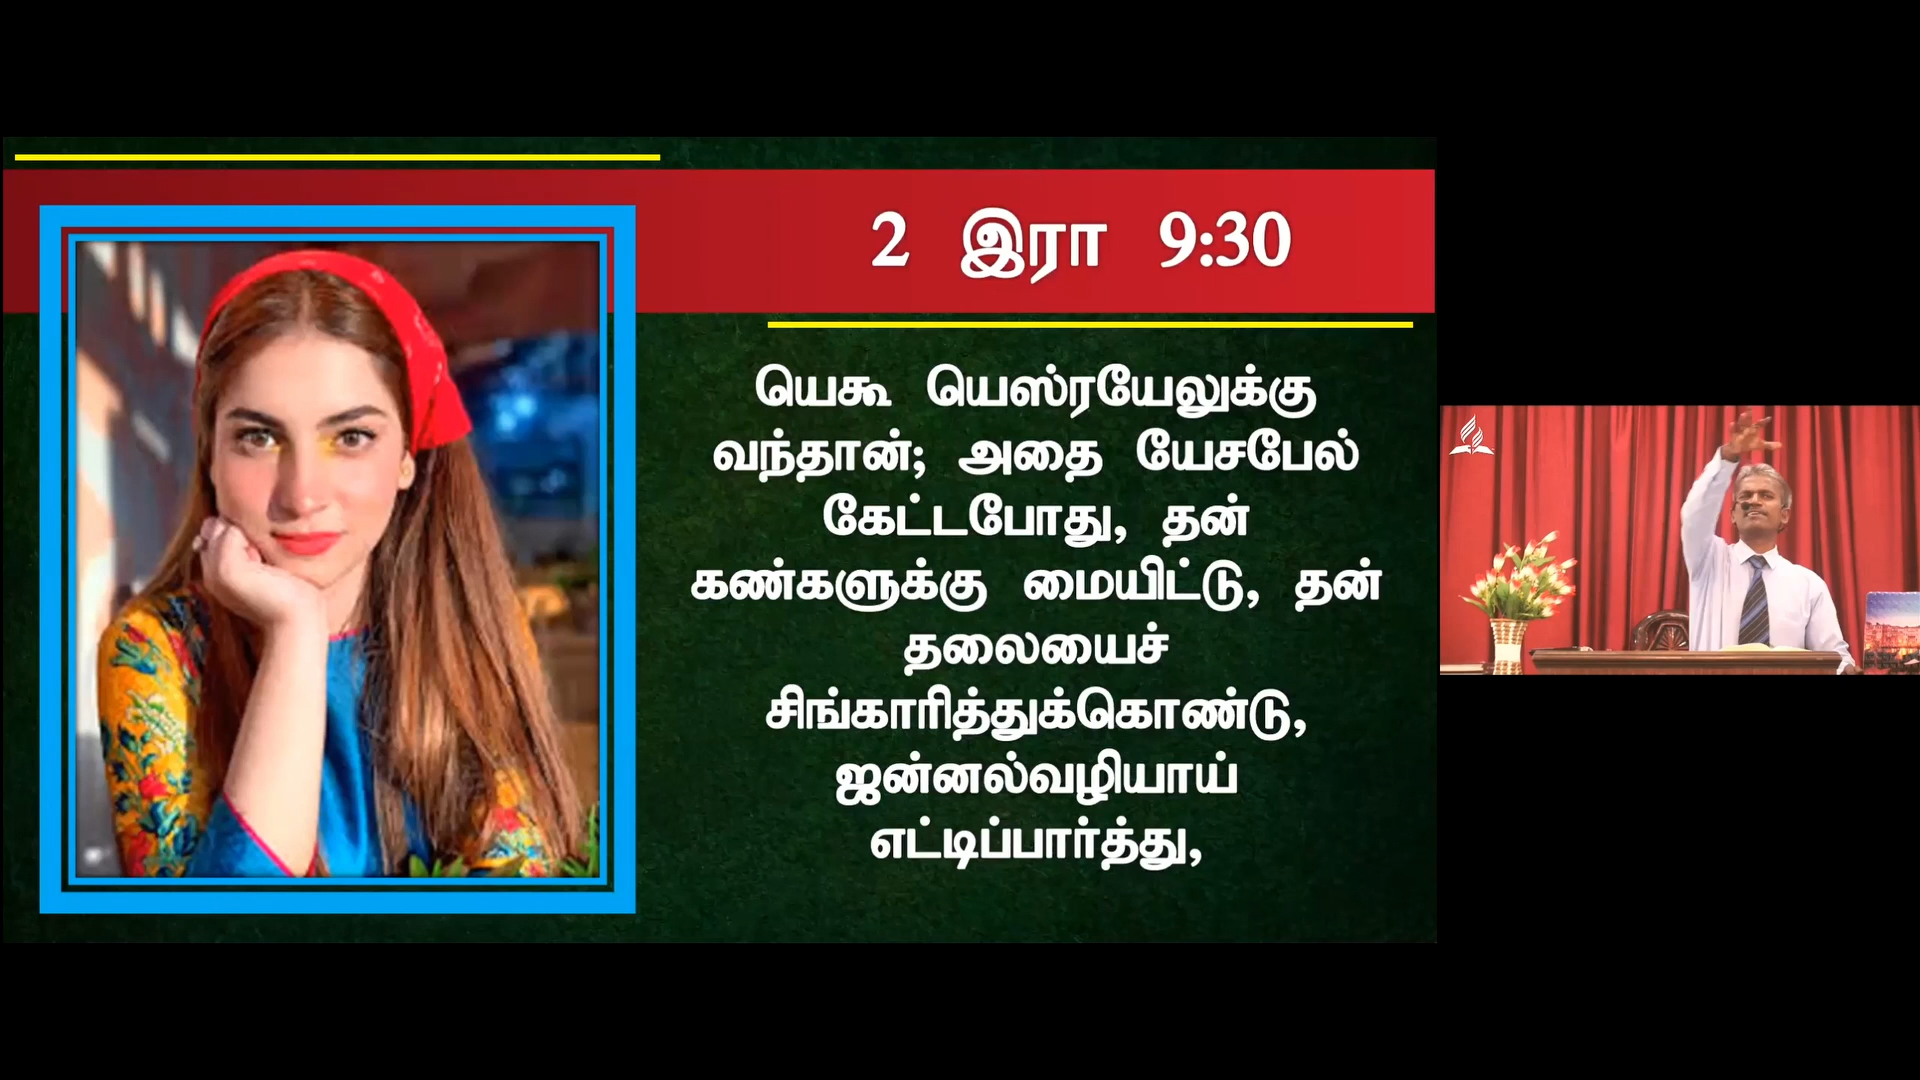 2 இரா 9:30
யெகூ யெஸ்ரயேலுக்கு
வந்தான்; அதை யேசபேல்
கேட்டபோது, தன்
கண்களுக்கு மையிட்டு, தன்
தலையைச்
சிங்காரித்துக்கொண்டு,
ஜன்னல்வழியாய்
எட்டிப்பார்த்து,